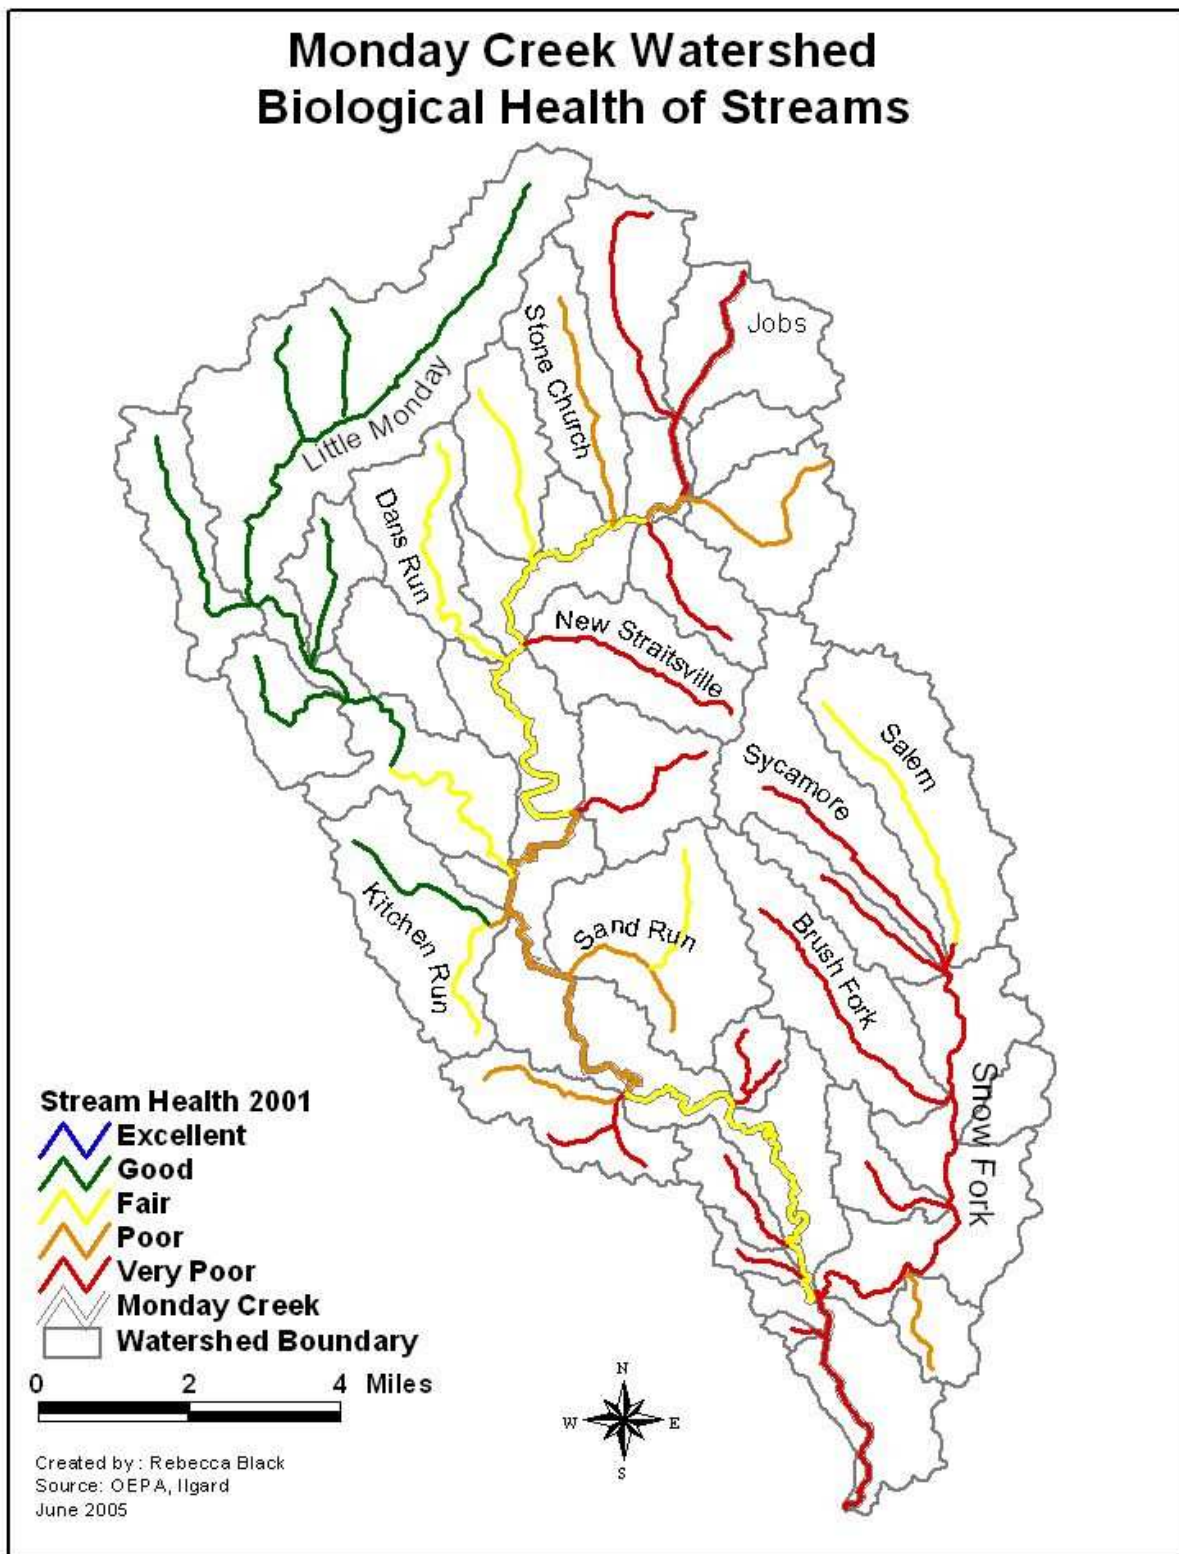 Monday Creek Watershed
Biological Health of Streams
Jobs
Stone Church
Little Monday
Dans Run
New Straitsville
Salem
Sycamore
Kitchen Run
Sand Run
Brush Fork
Snow Fork
Stream Health 2001
Excellent
Good
Fair
Poor
Very Poor
Monday Creek
Watershed Boundary
0 2 4 Miles
N
W E
S
Created by: Rebecca Black
Source: OEPA, Ilgard
June 2005